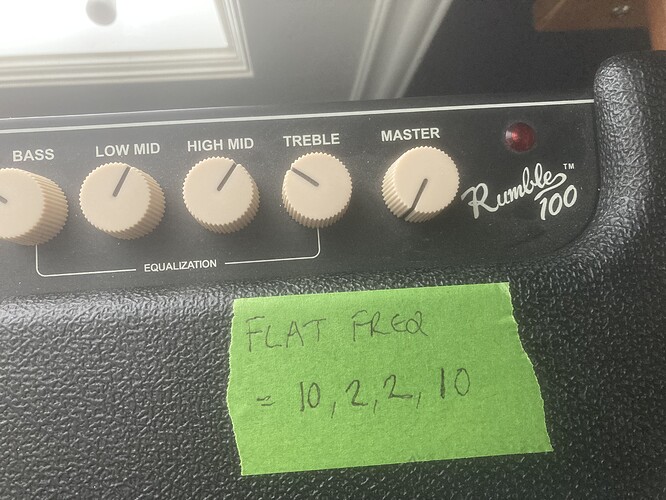 BASS LOW MID HIGH MID TREBLE MASTER
Rumble™
100
EQUALIZATION
FLAT FREQ
= 10, 2, 2, 10